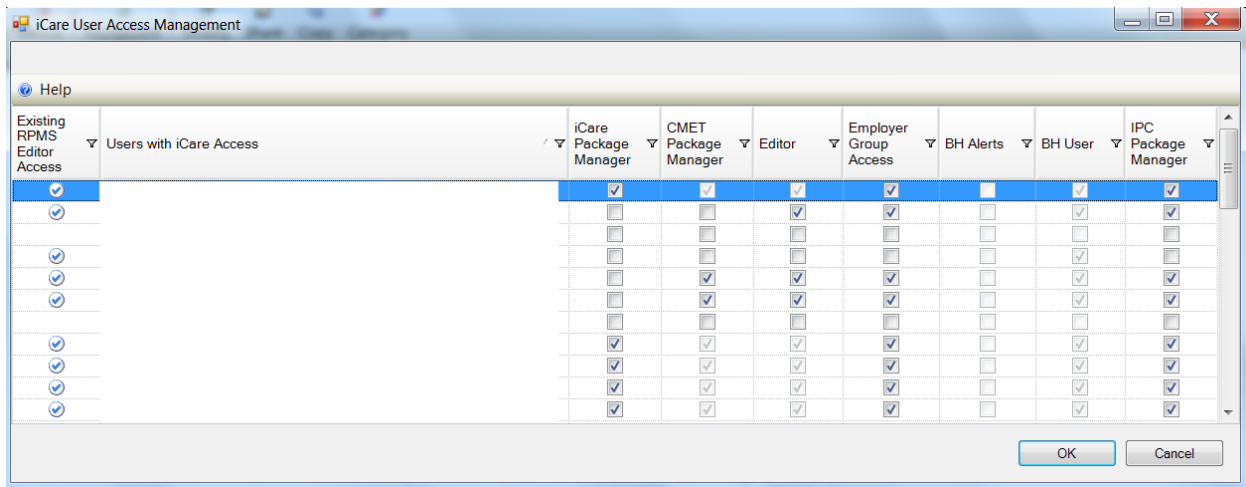 iCare User Access Management
Help
Existing
RPMS
Editor
Access
Users with iCare Access
iCare
Package
Manager
CMET
Package
Manager
Editor
Employer
Group
Access
BH Alerts
BH User
IPC
Package
Manager
OK
Cancel